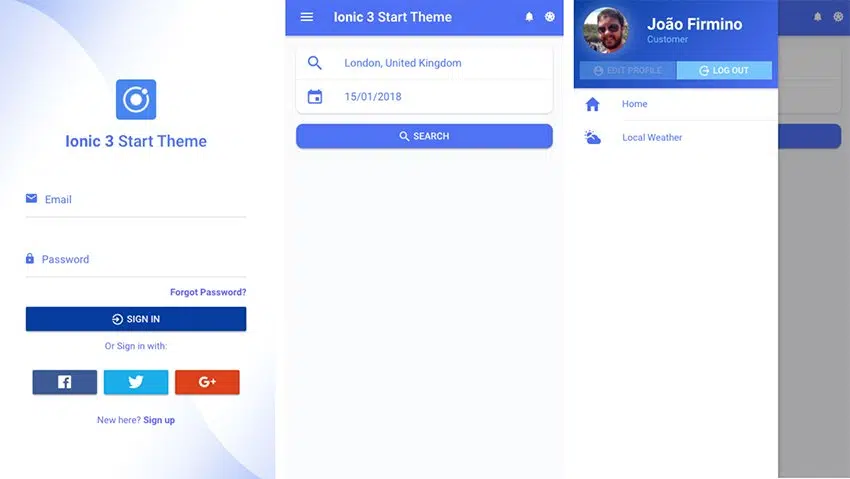 Ionic 3 Start Theme
Email
Password
Forgot Password?
SIGN IN
Or Sign in with:
G+
New here? Sign up
Ionic 3 Start Theme
London, United Kingdom
15/01/2018
SEARCH
João Firmino
Customer
EDIT PROFILE
LOG OUT
Home
Local Weather